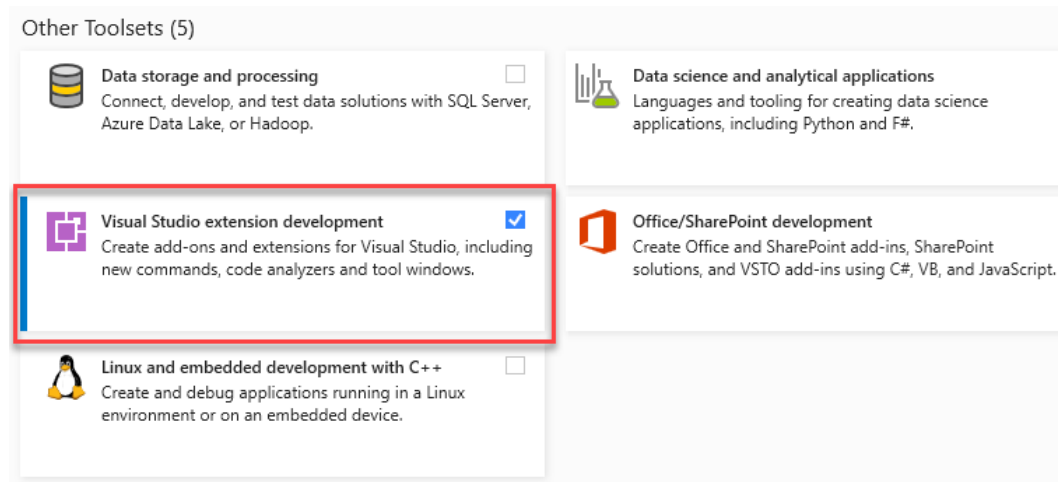 Other Toolsets (5)
Data storage and processing
Connect, develop, and test data solutions with SQL Server,
Azure Data Lake, or Hadoop.
Data science and analytical applications
Languages and tooling for creating data science
applications, including Python and F#.
Visual Studio extension development
Create add-ons and extensions for Visual Studio, including
new commands, code analyzers and tool windows.
Office/SharePoint development
Create Office and SharePoint add-ins, SharePoint
solutions, and VSTO add-ins using C#, VB, and JavaScript.
Linux and embedded development with C++
Create and debug applications running in a Linux
environment or on an embedded device.